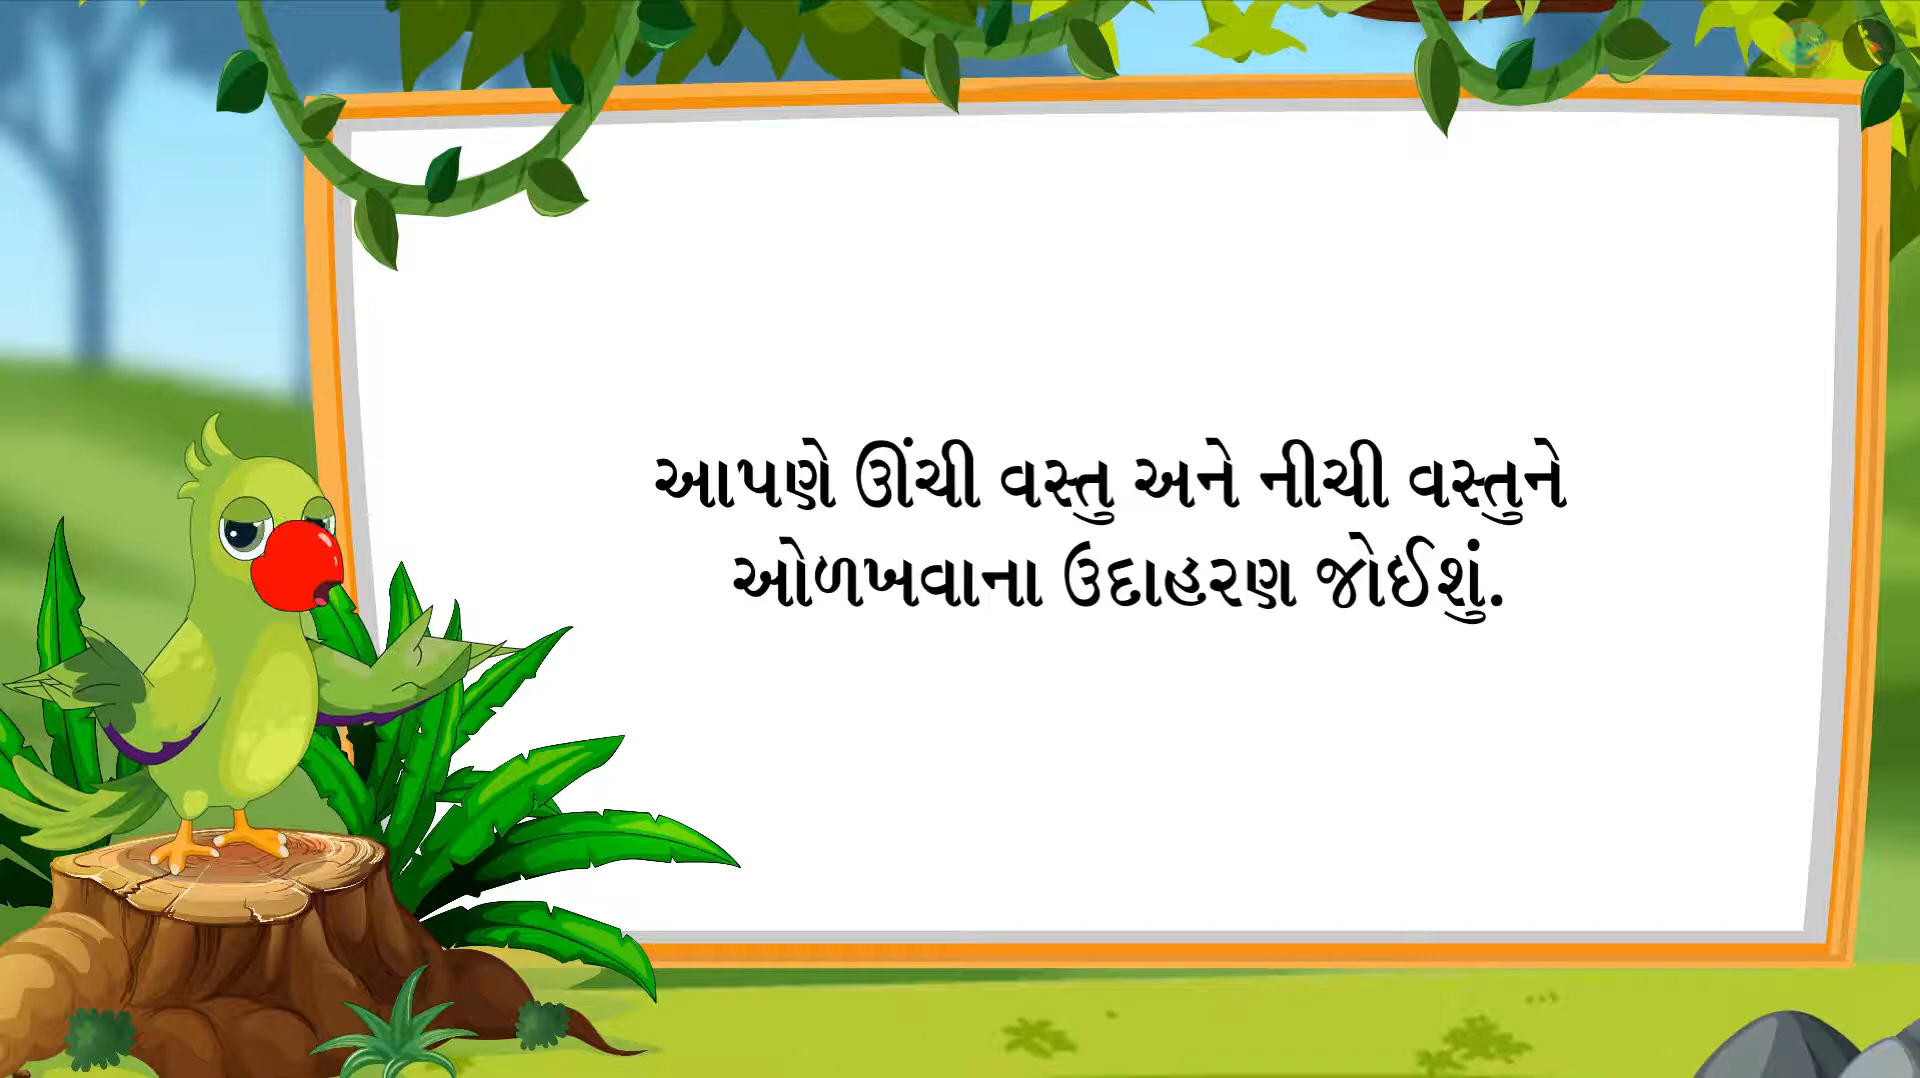 આપણે ઊંચી વસ્તુ અને નીચી વસ્તુને
ઓળખવાના ઉદાહરણ જોઈશું.